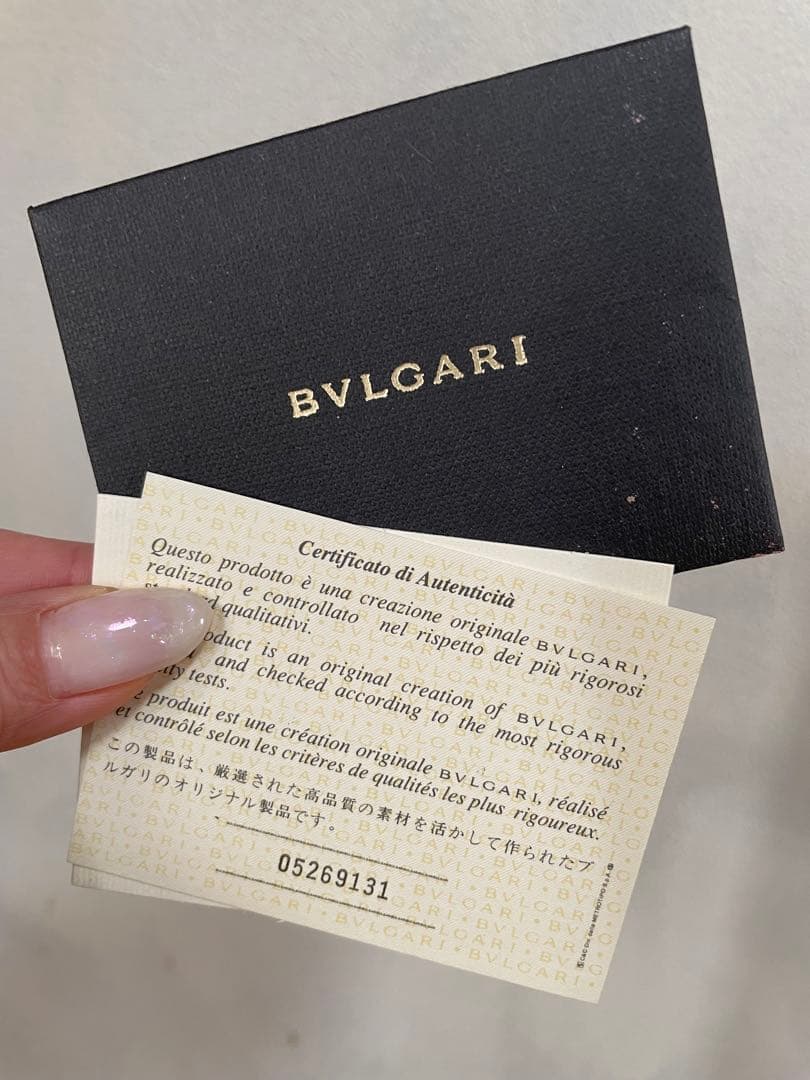 BVLGARI
Certificato di Autenticità
Questo prodotto è una creazione originale BVLGARI,
realizzato e controllato nel rispetto dei più rigorosi
qualitativi.
product is an original creation of BVLGARI,
and checked according to the most rigorous
tests.
produit est une création originale BVLGARI, réalisé
et contrôlé selon les critères de qualités les plus rigoureux.
この製品は、厳選された高品質の素材を活かして作られたブ
ルガリのオリジナル製品です。
05269131